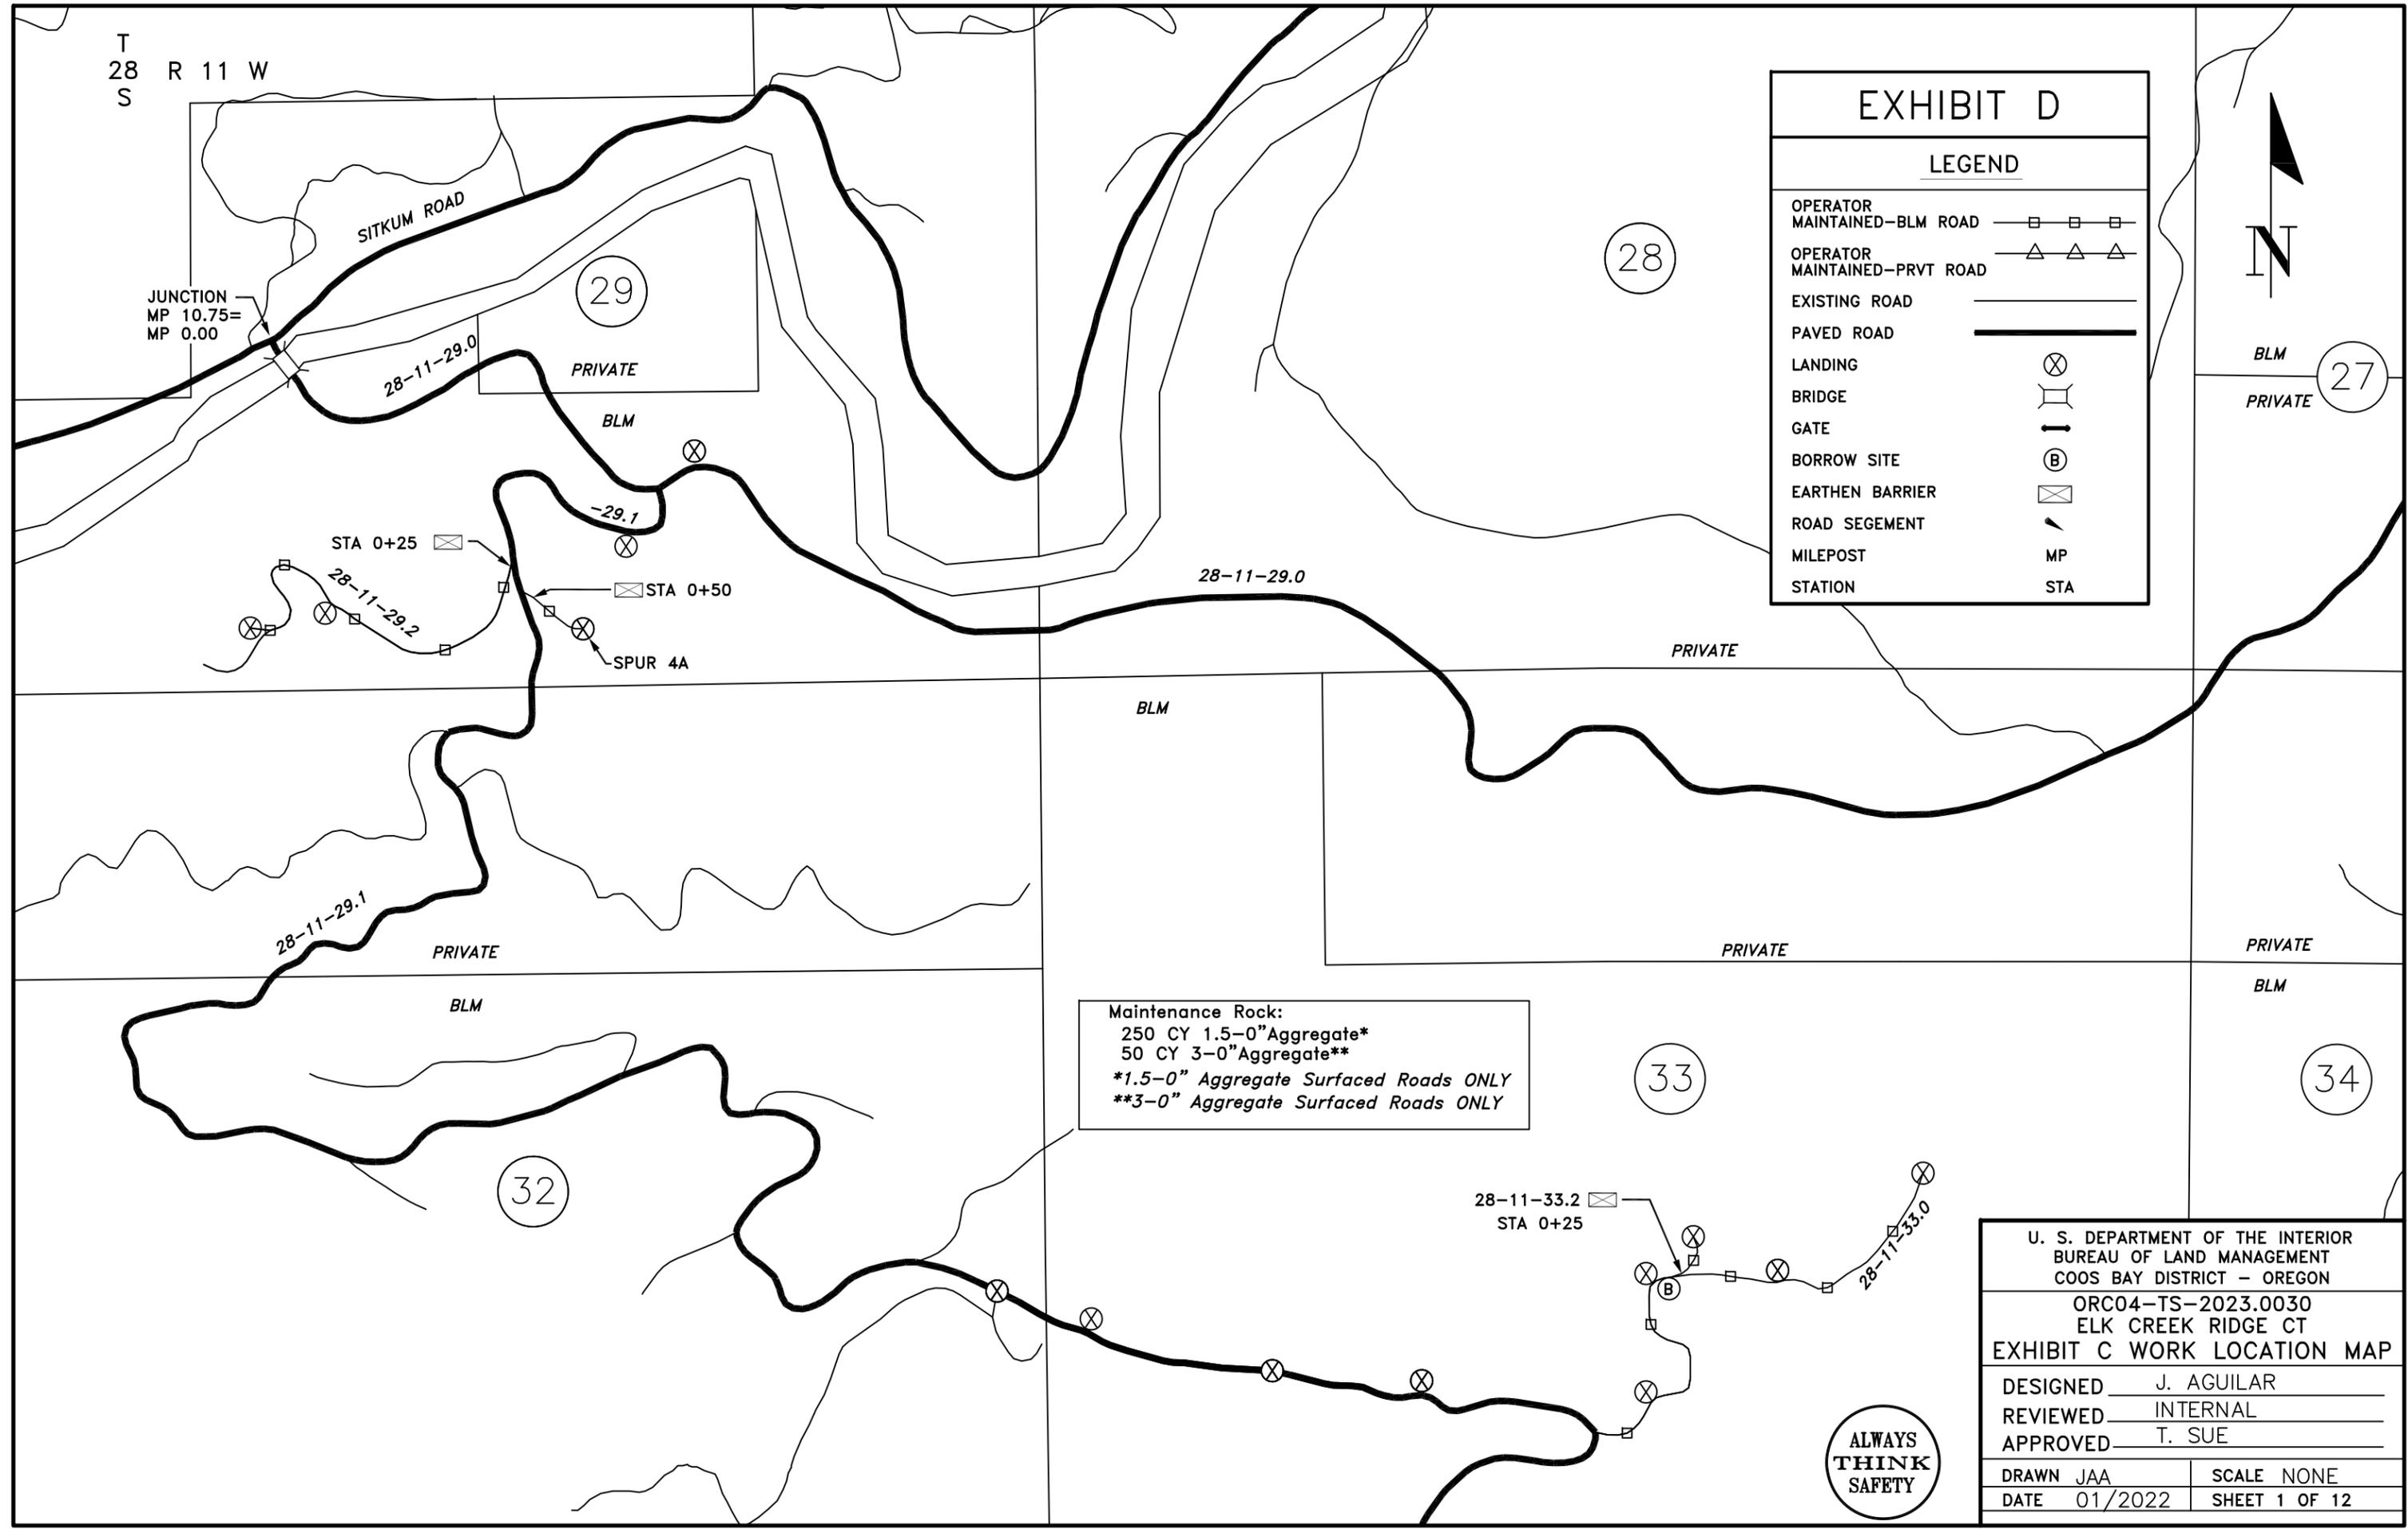 T
28 R 11 W
S
EXHIBIT D
LEGEND
OPERATOR
MAINTAINED-BLM ROAD
OPERATOR
MAINTAINED-PRVT ROAD
EXISTING ROAD
PAVED ROAD
LANDING
BRIDGE
GATE
BORROW SITE
B
EARTHEN BARRIER
ROAD SEGEMENT
MILEPOST MP
STATION STA
N
SITKUM ROAD
28
29
JUNCTION
MP 10.75=
MP 0.00
28-11-29.0
PRIVATE
BLM
BLM
27
PRIVATE
-29.1
STA 0+25
28-11-29.2
STA 0+50
SPUR 4A
28-11-29.0
PRIVATE
BLM
28-11-29.1
PRIVATE
BLM
PRIVATE
PRIVATE
BLM
Maintenance Rock:
250 CY 1.5-0"Aggregate*
50 CY 3-0"Aggregate**
*1.5-0" Aggregate Surfaced Roads ONLY
**3-0" Aggregate Surfaced Roads ONLY
33
34
32
28-11-33.2
STA 0+25
B
28-11-33.0
ALWAYS
THINK
SAFETY
U. S. DEPARTMENT OF THE INTERIOR
BUREAU OF LAND MANAGEMENT
COOS BAY DISTRICT - OREGON
ORC04-TS-2023.0030
ELK CREEK RIDGE CT
EXHIBIT C WORK LOCATION MAP
DESIGNED J. AGUILAR
REVIEWED INTERNAL
APPROVED T. SUE
DRAWN JAA SCALE NONE
DATE 01/2022 SHEET 1 OF 12